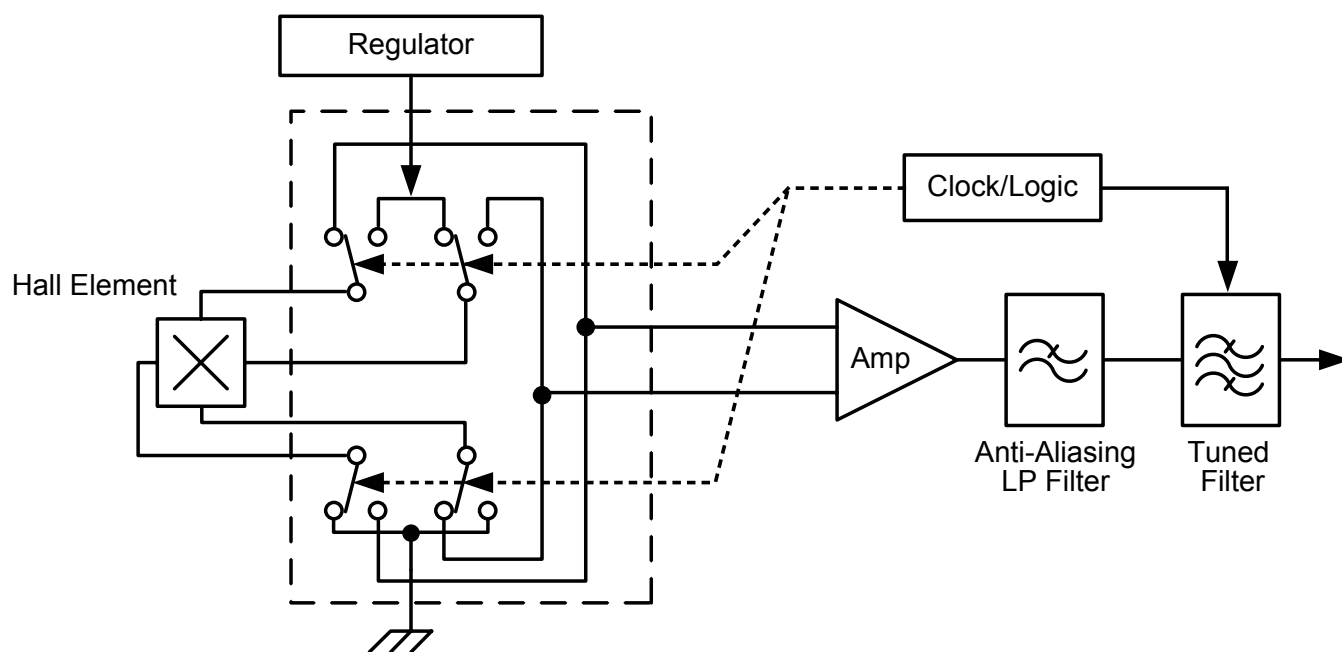 Regulator
Clock/Logic
Hall Element
Amp
Anti-Aliasing
LP Filter
Tuned
Filter